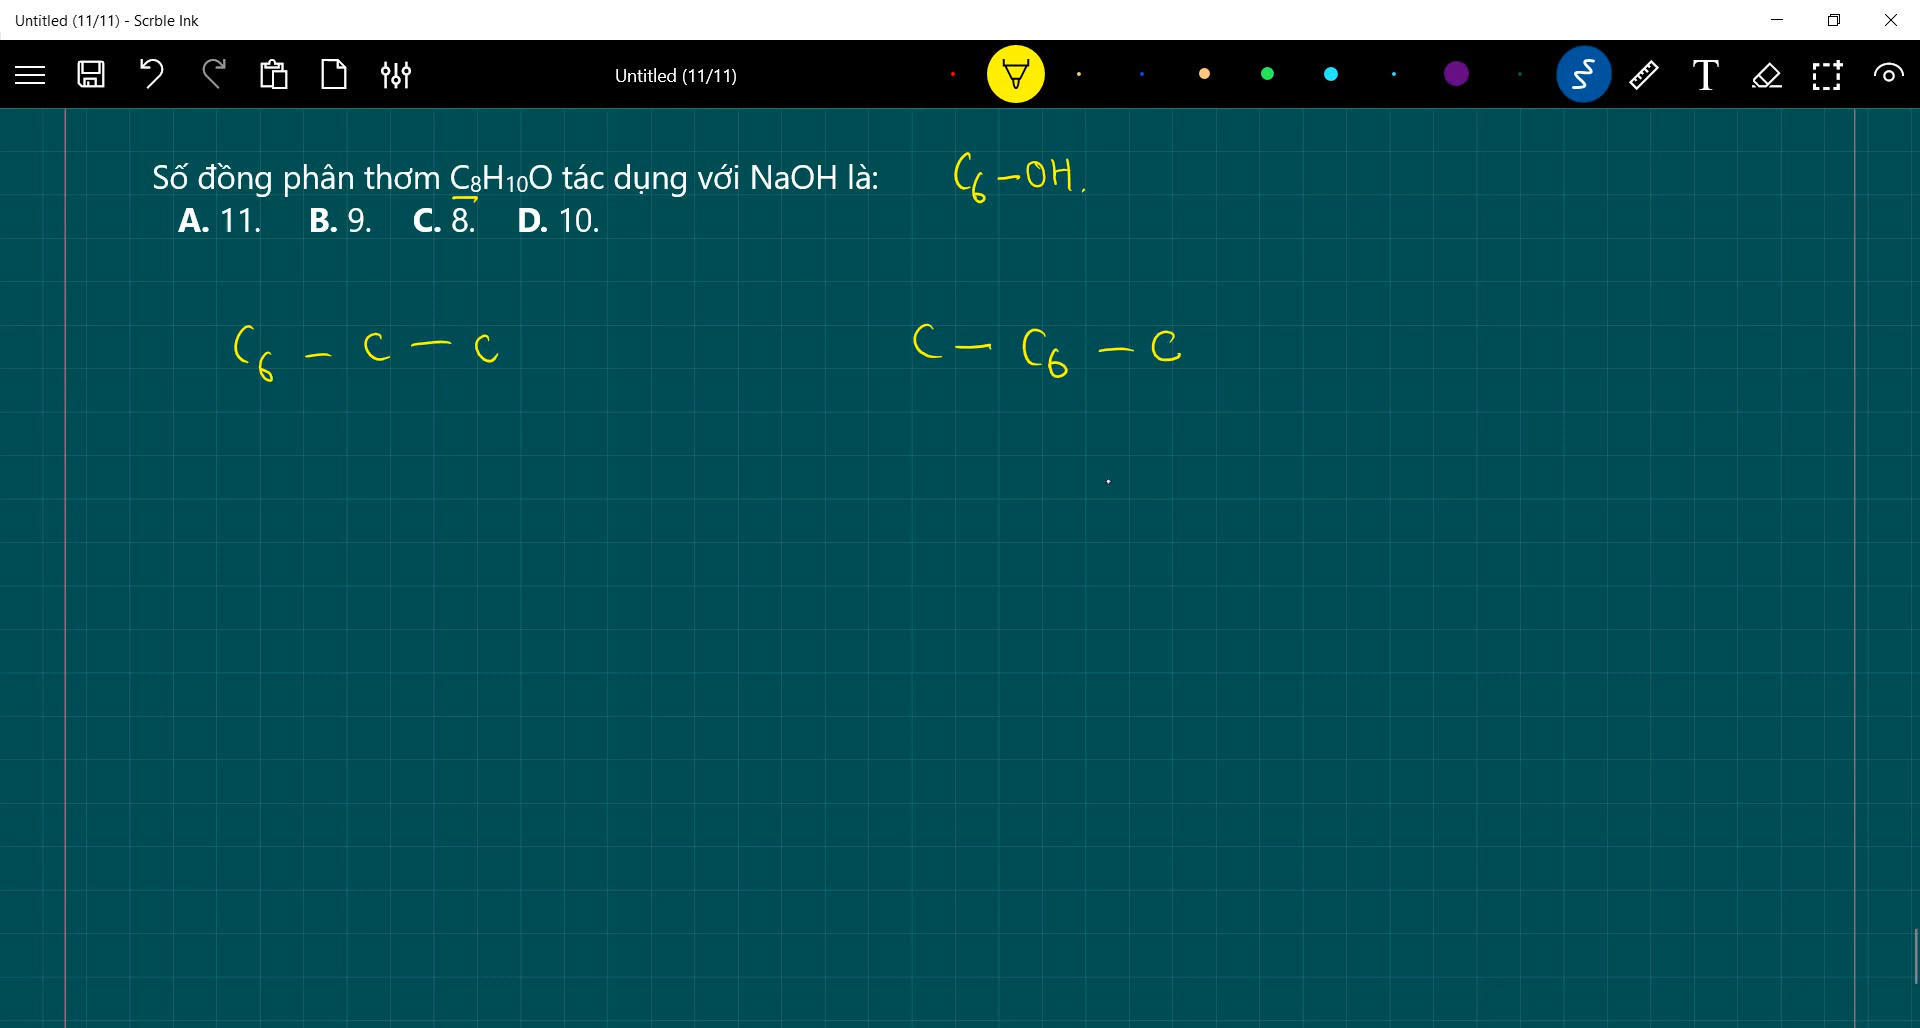 Untitled (11/11) - Scrble Ink
Untitled (11/11)
T
Số đồng phân thơm C₈H₁₀O tác dụng với NaOH là: C₆ – OH.
A. 11. B. 9. C. 8. D. 10.
C₆ – C – C
C – C₆ – C